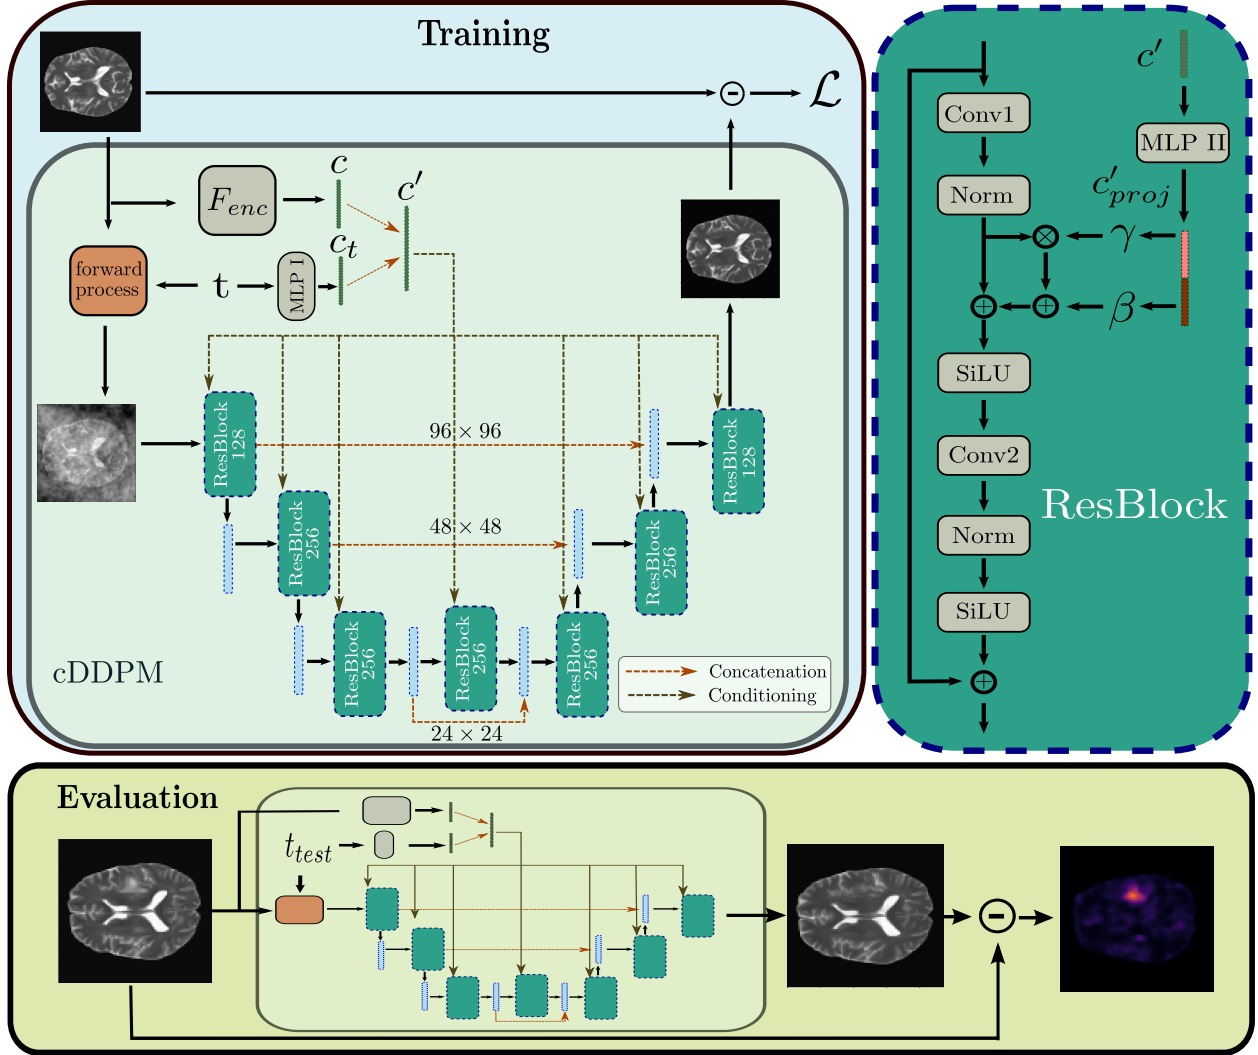 Training
ℒ
c
c′
F_enc
c_t
forward
process
t
MLP I
ResBlock
128
96 × 96
ResBlock
128
ResBlock
256
48 × 48
ResBlock
256
ResBlock
256
ResBlock
256
ResBlock
256
24 × 24
cDDPM
Concatenation
Conditioning
c′
Conv1
MLP II
c′_proj
Norm
×
γ
+
+
β
SiLU
Conv2
ResBlock
Norm
SiLU
+
Evaluation
t_test